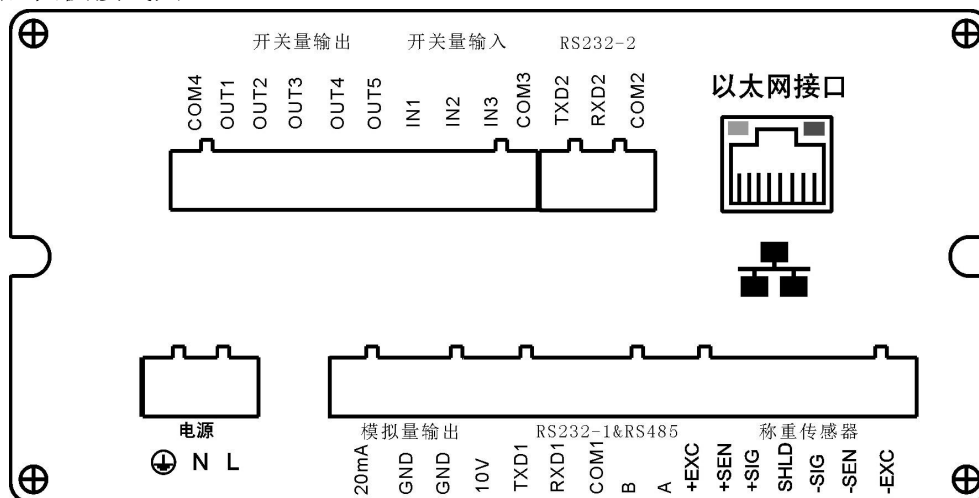 开关量输出 开关量输入 RS232-2
COM4 OUT1 OUT2 OUT3 OUT4 OUT5 IN1 IN2 IN3 COM3 TXD2 RXD2 COM2
以太网接口
电源
N L
模拟量输出 RS232-1&RS485 称重传感器
20mA GND GND 10V TXD1 RXD1 COM1 B A +EXC +SEN +SIG SHLD -SIG -SEN -EXC